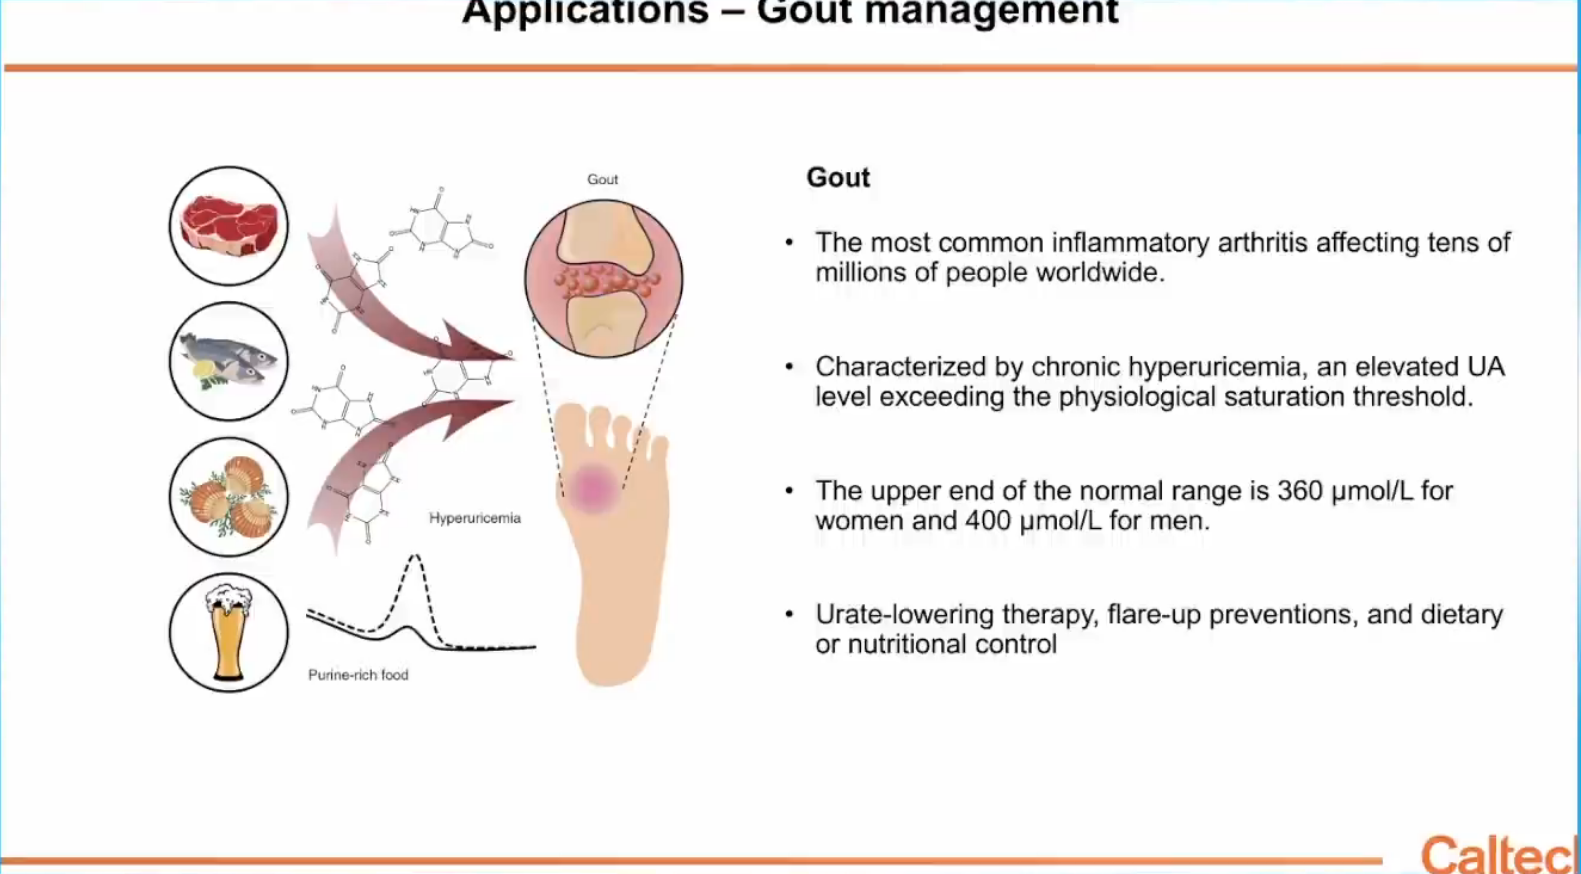 Applications – Gout management
Gout
Gout
• The most common inflammatory arthritis affecting tens of
millions of people worldwide.
• Characterized by chronic hyperuricemia, an elevated UA
level exceeding the physiological saturation threshold.
• The upper end of the normal range is 360 µmol/L for
women and 400 µmol/L for men.
• Urate-lowering therapy, flare-up preventions, and dietary
or nutritional control
Hyperuricemia
Purine-rich food
Caltec